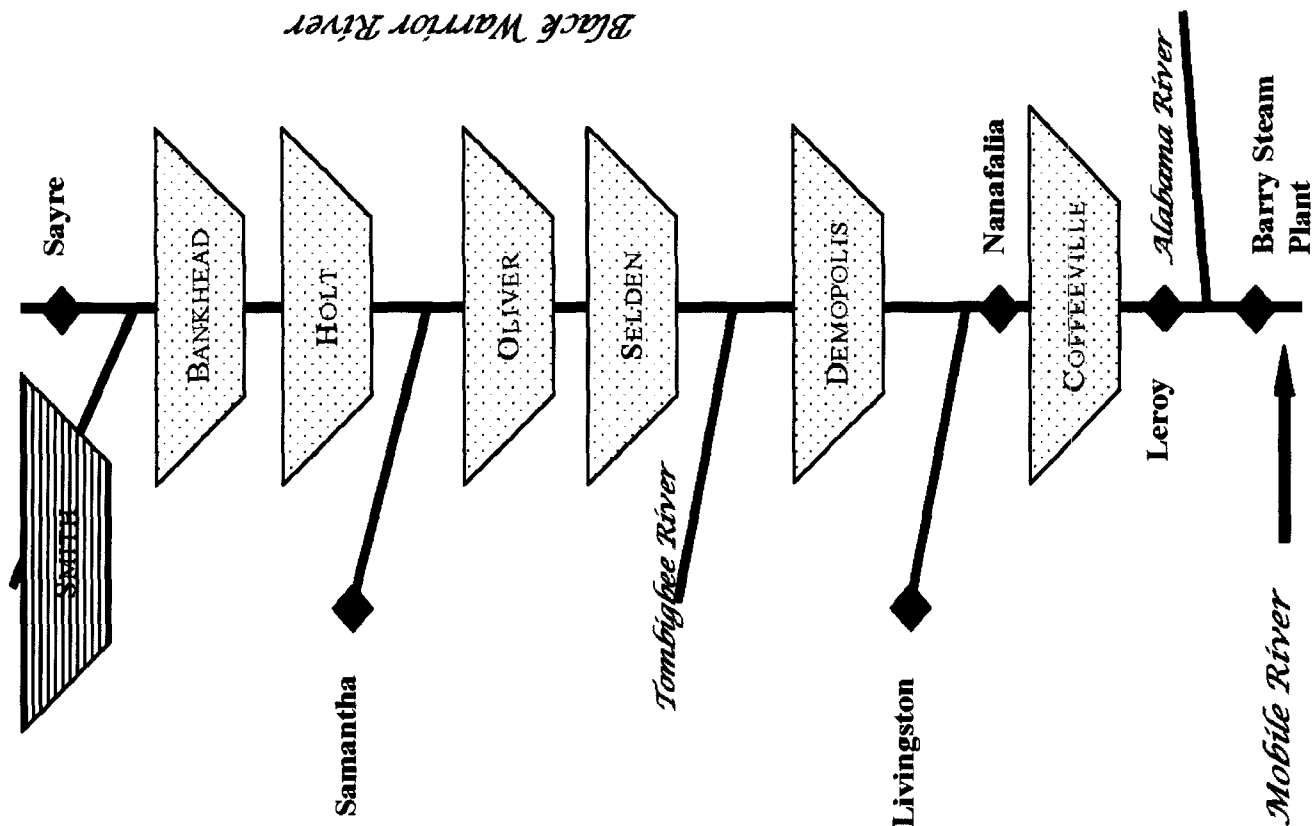 Black Warrior River
Sayre
SMITH
BANKHEAD
HOLT
Samantha
OLIVER
SELDEN
Tombigbee River
DEMOPOLIS
Livingston
Nanafalia
COFFEEVILLE
Leroy
Alabama River
Barry Steam
Plant
Mobile River